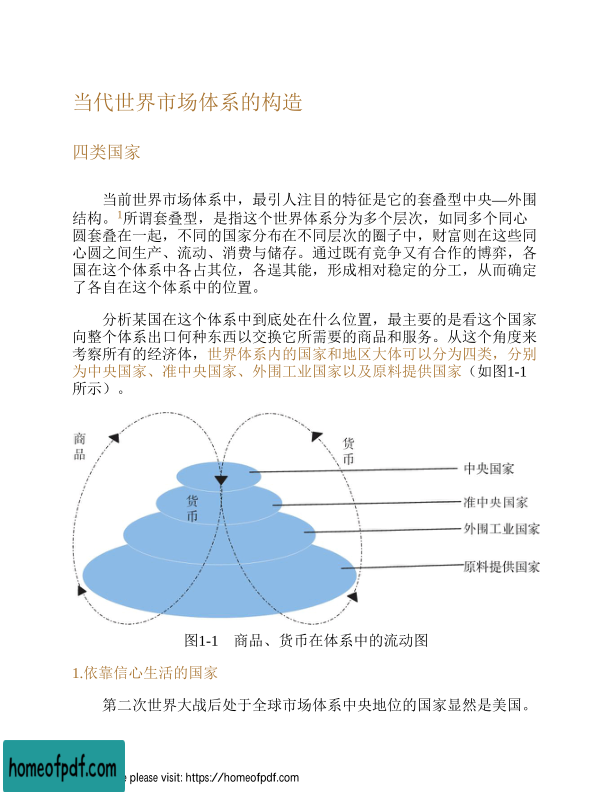 当代世界市场体系的构造
四类国家
当前世界市场体系中，最引人注目的特征是它的套叠型中央—外围
结构。1所谓套叠型，是指这个世界体系分为多个层次，如同多个同心
圆套叠在一起，不同的国家分布在不同层次的圈子中，财富则在这些同
心圆之间生产、流动、消费与储存。通过既有竞争又有合作的博弈，各
国在这个体系中各占其位，各逞其能，形成相对稳定的分工，从而确定
了各自在这个体系中的位置。
分析某国在这个体系中到底处在什么位置，最主要的是看这个国家
向整个体系出口何种东西以交换它所需要的商品和服务。从这个角度来
考察所有的经济体，世界体系内的国家和地区大体可以分为四类，分别
为中央国家、准中央国家、外围工业国家以及原料提供国家（如图1-1
所示）。
商品
货币
货币
中央国家
准中央国家
外围工业国家
原料提供国家
图1-1 商品、货币在体系中的流动图
1.依靠信心生活的国家
第二次世界大战后处于全球市场体系中央地位的国家显然是美国。
homeofpdf.com
please visit: https://homeofpdf.com